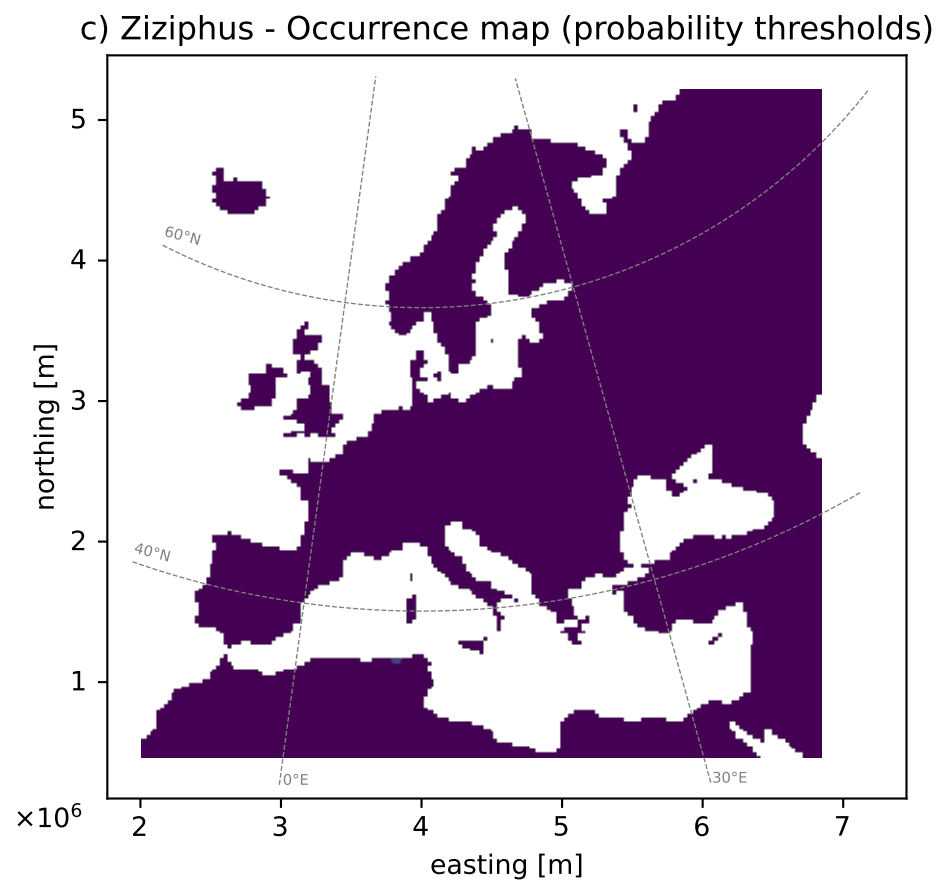 c) Ziziphus - Occurrence map (probability thresholds)
5
4
3
2
1
northing [m]
60°N
40°N
0°E
30°E
×10⁶
2 3 4 5 6 7
easting [m]